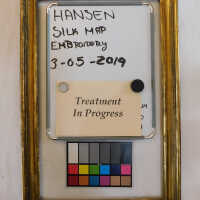 HANSEN
SILK MAP
EMBROIDERY
3-05-2019
Treatment
In Progress